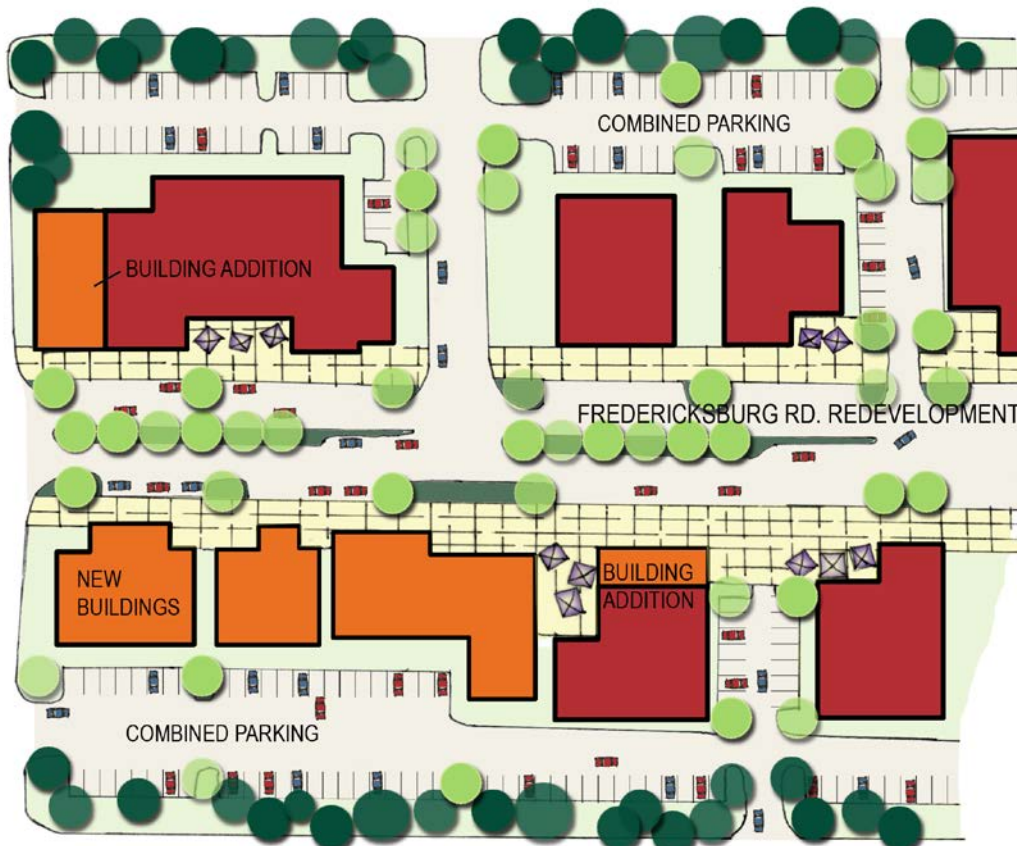 COMBINED PARKING
BUILDING ADDITION
FREDERICKSBURG RD. REDEVELOPMENT
NEW
BUILDINGS
BUILDING
ADDITION
COMBINED PARKING